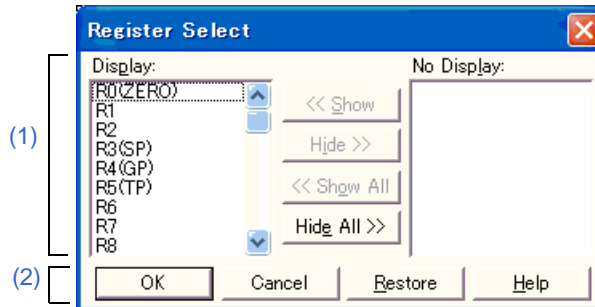 Register Select
Display:
No Display:
(1)
R0(ZERO)
R1
R2
R3(SP)
R4(GP)
R5(TP)
R6
R7
R8
<< Show
Hide >>
<< Show All
Hide All >>
(2)
OK
Cancel
Restore
Help